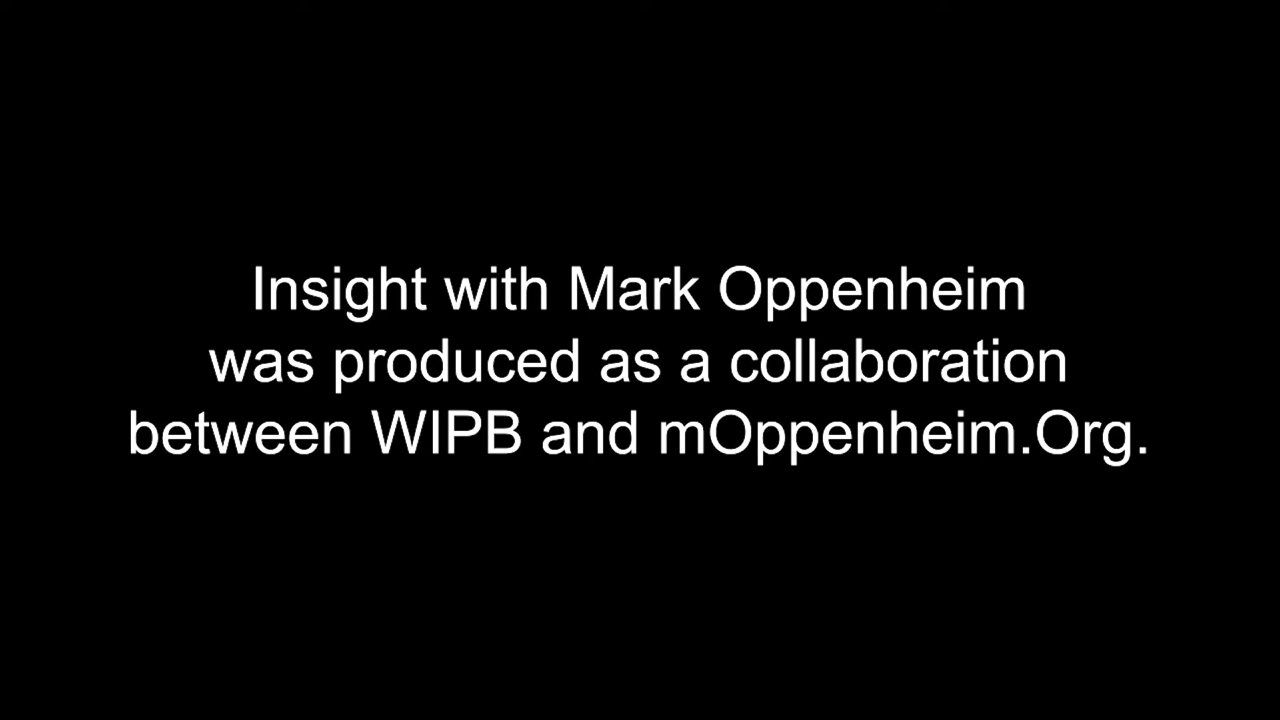 Insight with Mark Oppenheim
was produced as a collaboration
between WIPB and mOppenheim.Org.